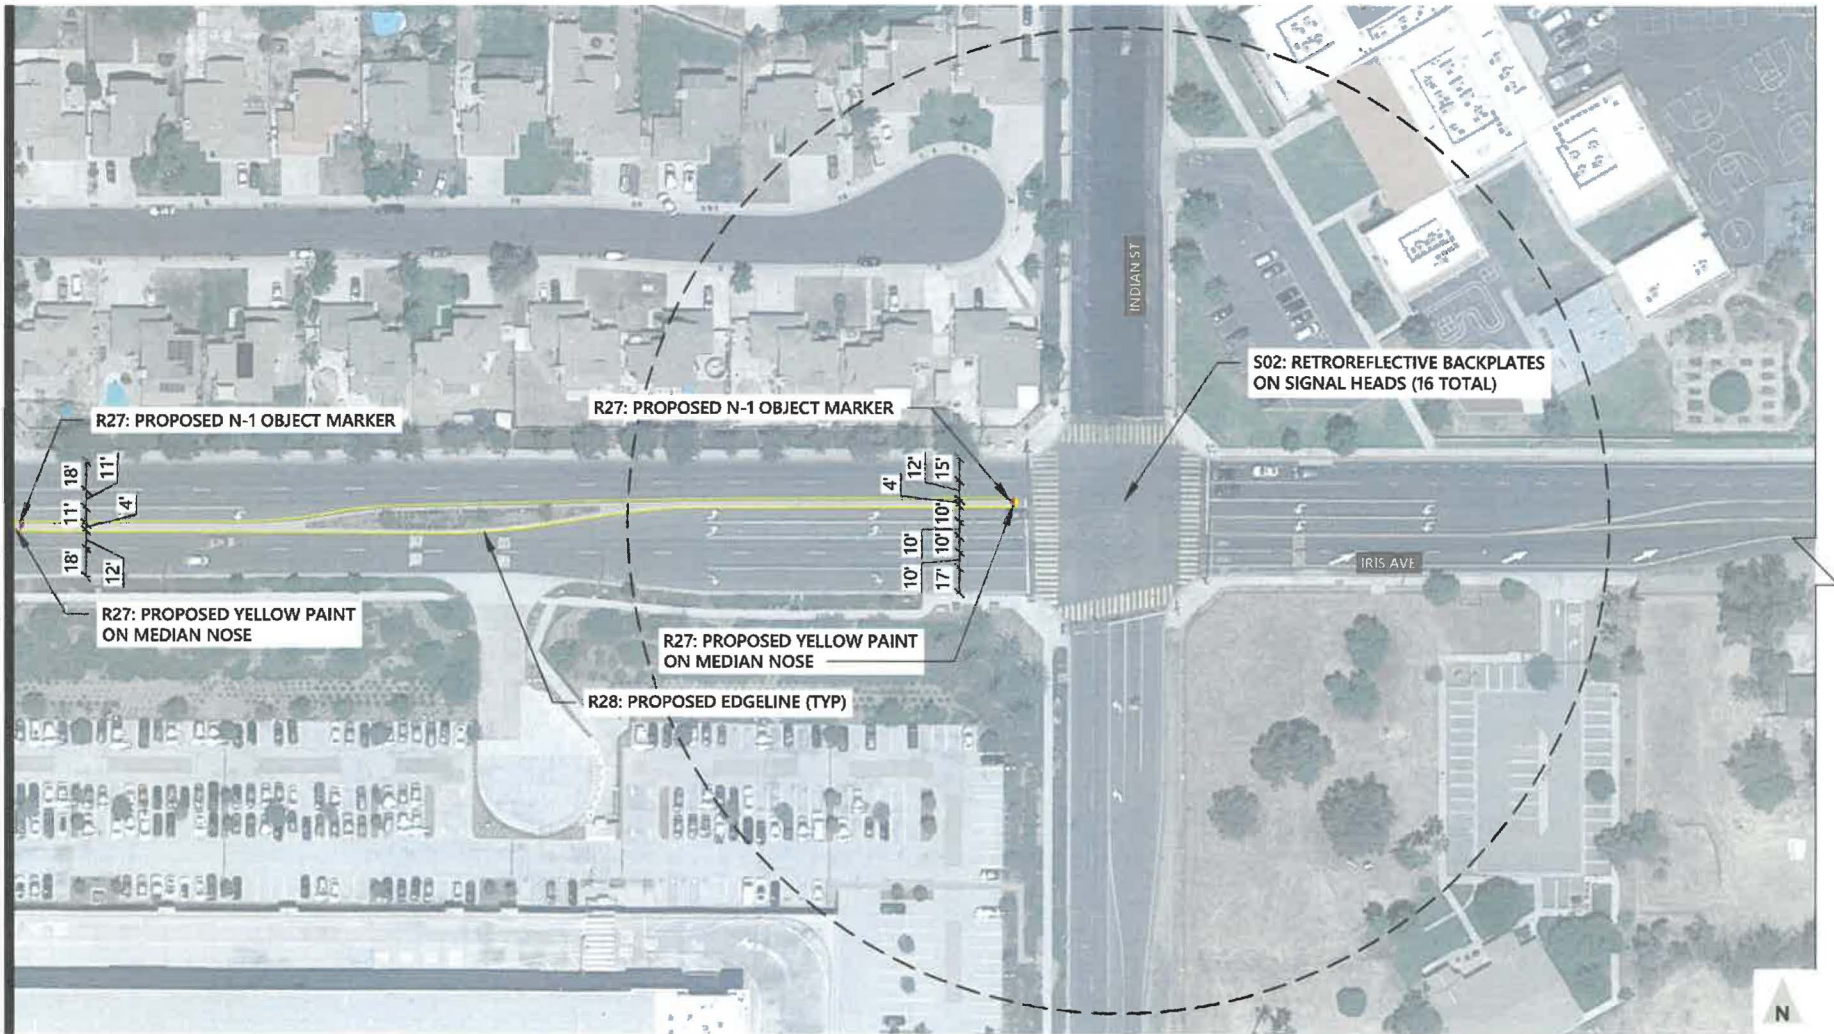 INDIAN ST
S02: RETROREFLECTIVE BACKPLATES
ON SIGNAL HEADS (16 TOTAL)
R27: PROPOSED N-1 OBJECT MARKER
R27: PROPOSED N-1 OBJECT MARKER
18'
11'
11'
4'
18'
12'
12'
15'
4'
10'
10'
10'
10'
17'
IRIS AVE
R27: PROPOSED YELLOW PAINT
ON MEDIAN NOSE
R27: PROPOSED YELLOW PAINT
ON MEDIAN NOSE
R28: PROPOSED EDGELINE (TYP)
N